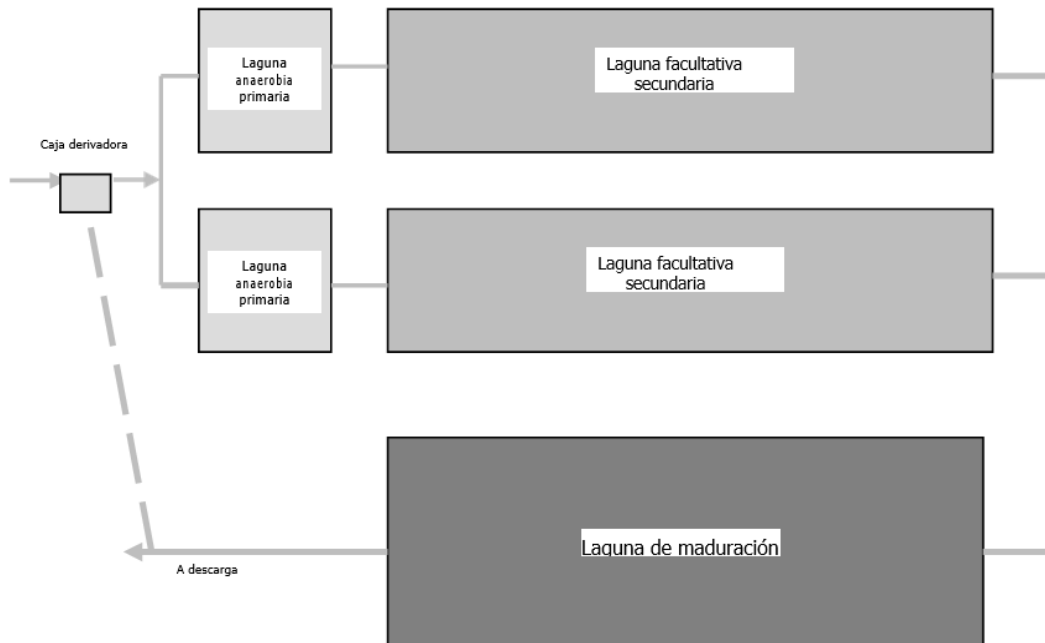 Laguna
anaerobia
primaria
Laguna facultativa
secundaria
Caja derivadora
Laguna
anaerobia
primaria
Laguna facultativa
secundaria
Laguna de maduración
A descarga